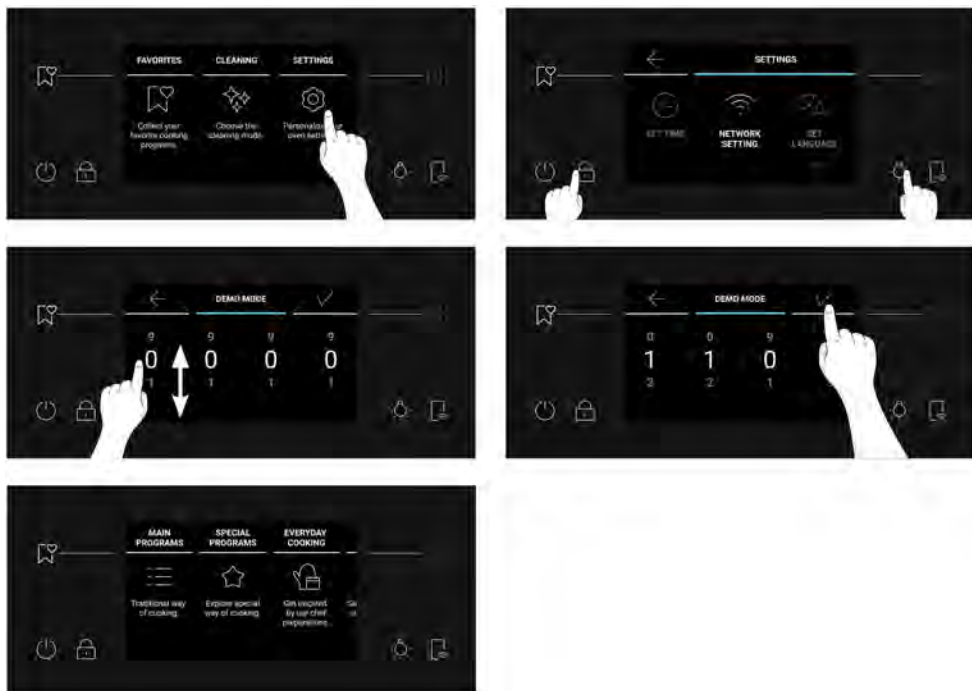 FAVORITES
CLEANING
SETTINGS
Collect your
favorite cooking
programs.
Choose the
cleaning mode.
oven
SETTINGS
SET TIME
NETWORK
SETTING
SET
LANGUAGE
DEMO MODE
9 9 9 9
0 0 0 0
1 1 1 1
DEMO MODE
0 0 9
1 1 0
2 2 1
MAIN
PROGRAMS
SPECIAL
PROGRAMS
EVERYDAY
COOKING
Traditional way
of cooking.
Explore special
way of cooking.
Get inspired
by our chef
preparations.